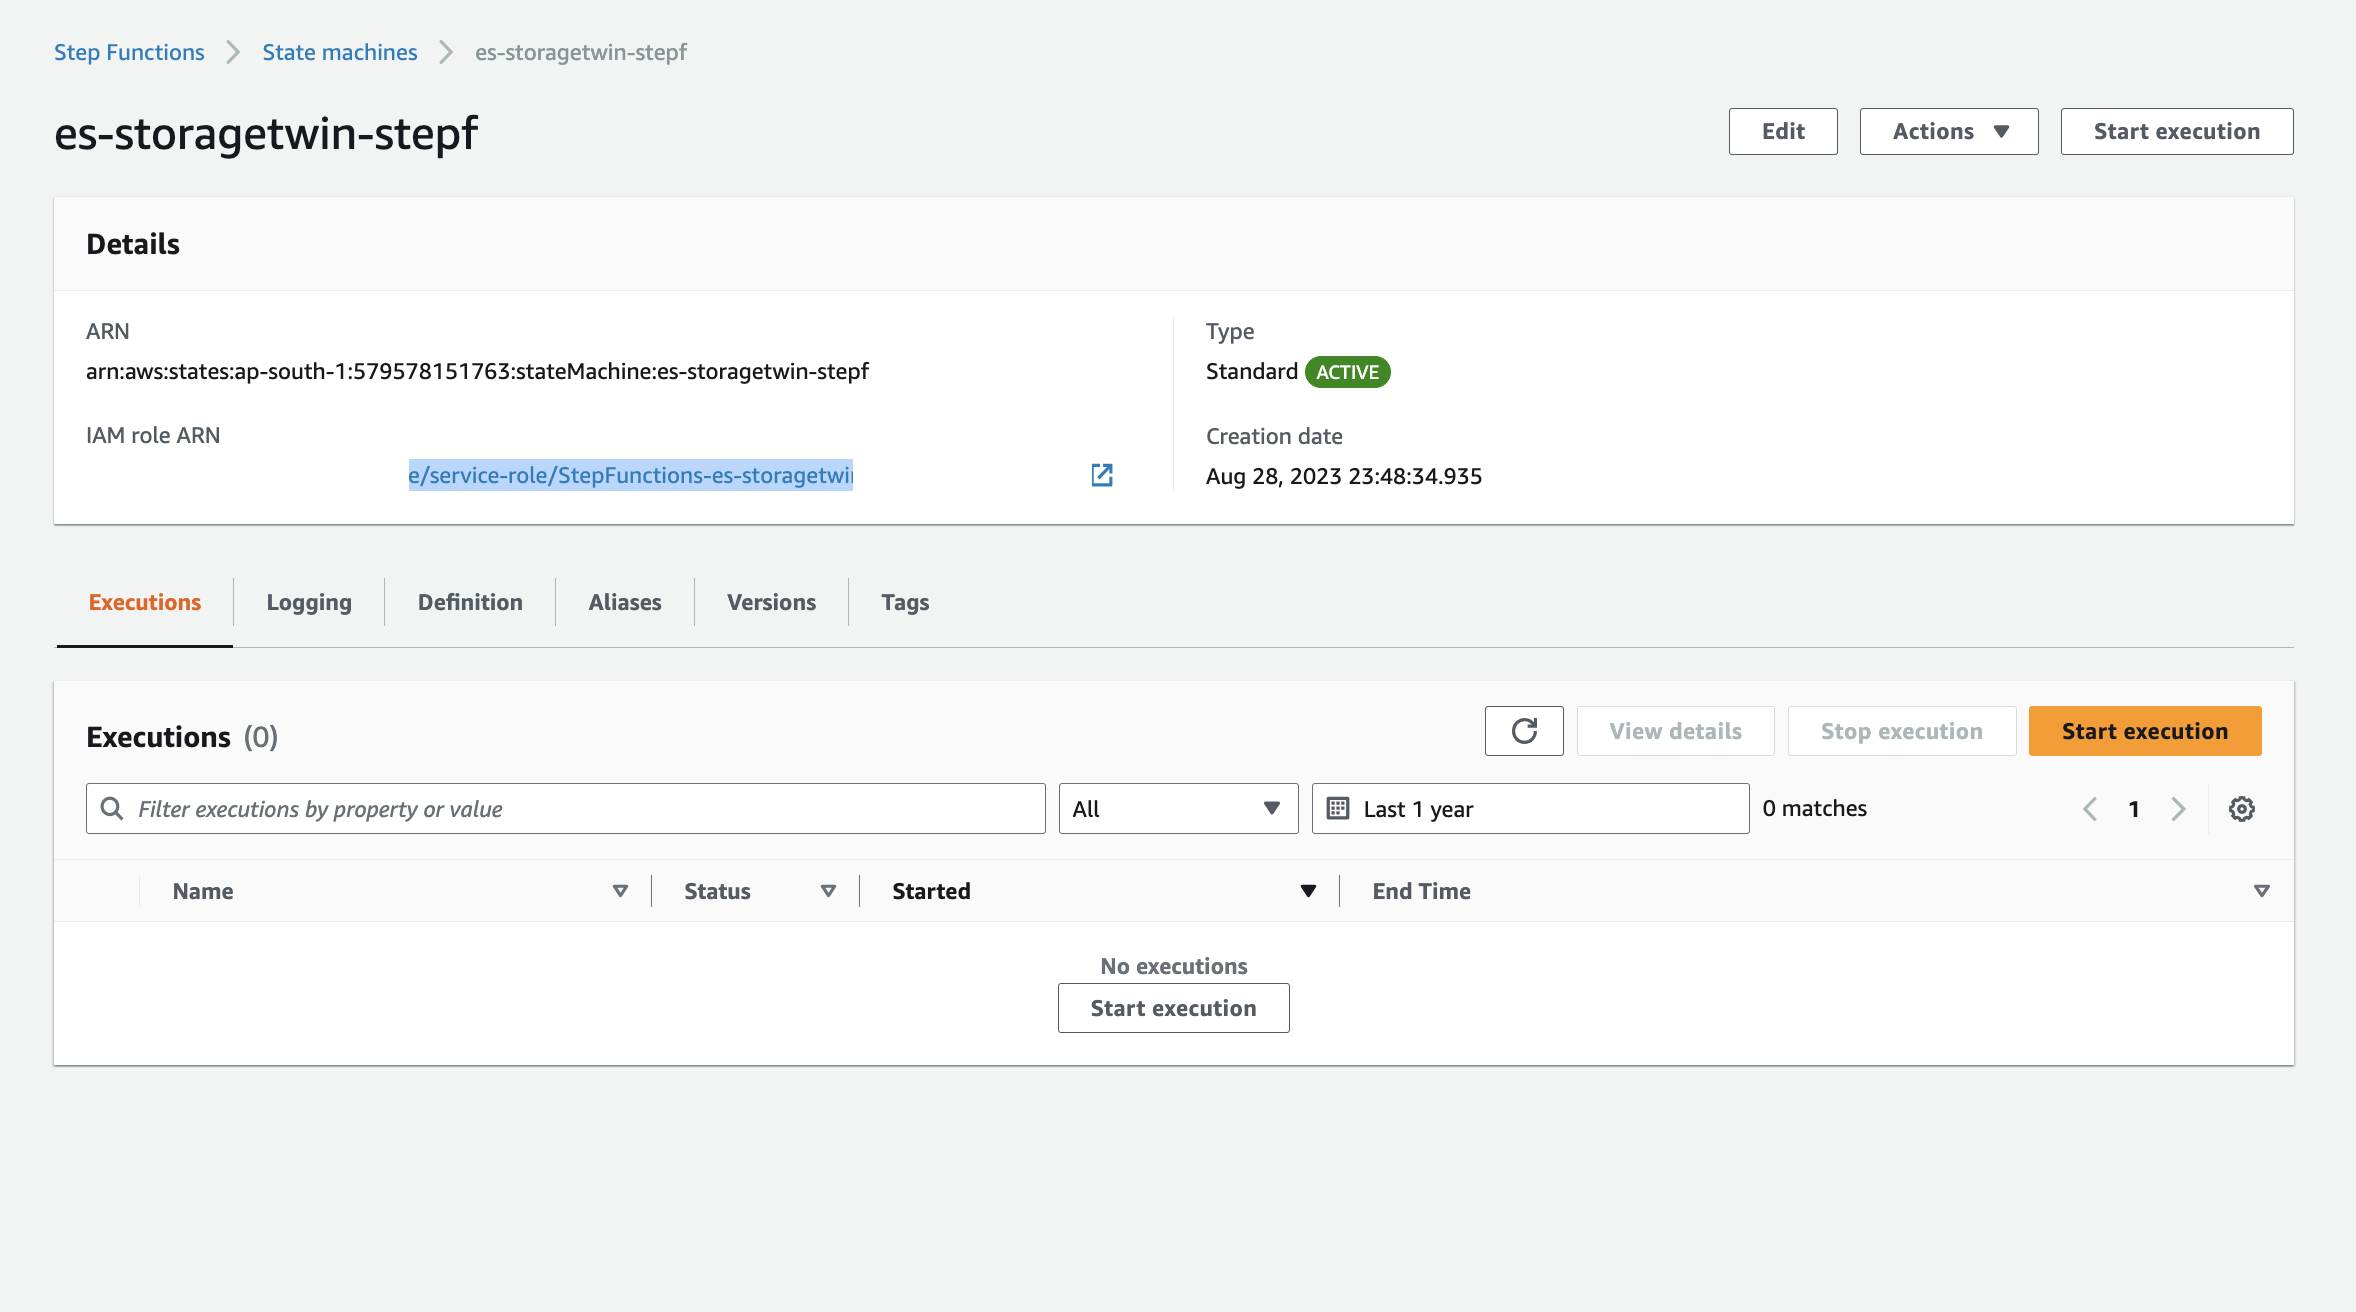 Step Functions State machines es-storagetwin-stepf
es-storagetwin-stepf
Edit Actions Start execution
Details
ARN
arn:aws:states:ap-south-1:579578151763:stateMachine:es-storagetwin-stepf
Type
Standard ACTIVE
IAM role ARN
e/service-role/StepFunctions-es-storagetwi
Creation date
Aug 28, 2023 23:48:34.935
Executions Logging Definition Aliases Versions Tags
Executions (0)
View details Stop execution Start execution
Filter executions by property or value All Last 1 year 0 matches 1
Name Status Started End Time
No executions
Start execution